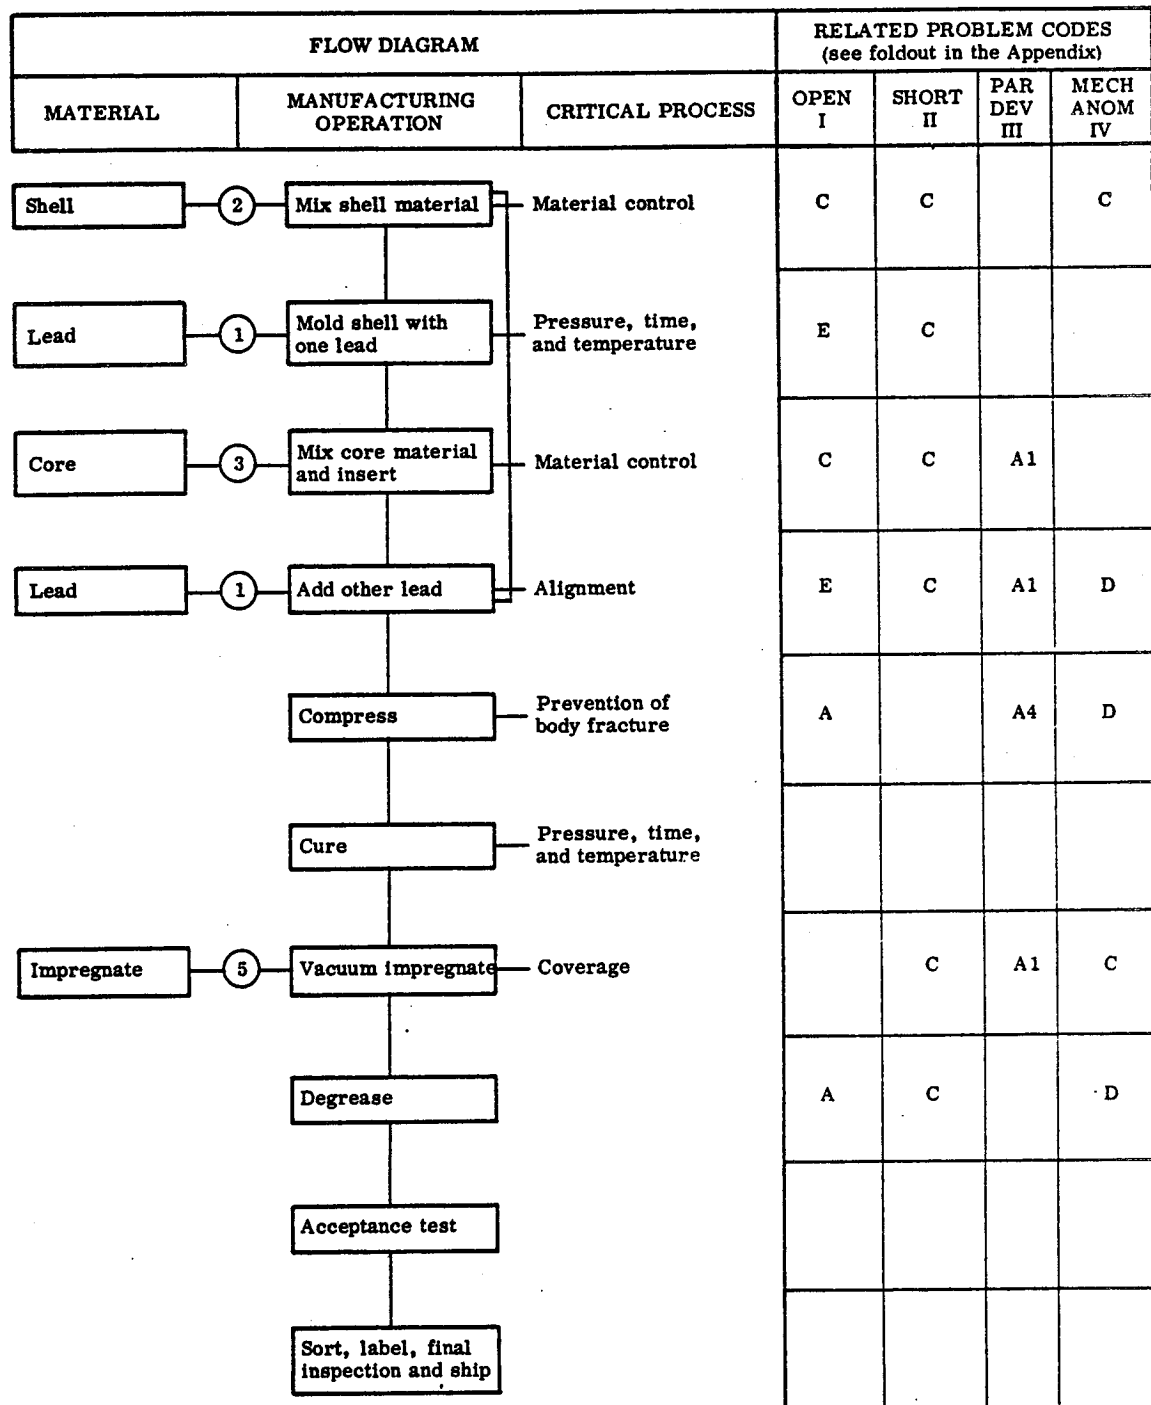 FLOW DIAGRAM
RELATED PROBLEM CODES
(see foldout in the Appendix)
MATERIAL
MANUFACTURING
OPERATION
CRITICAL PROCESS
OPEN
I
SHORT
II
PAR
DEV
III
MECH
ANOM
IV
Shell
2
Mix shell material
Material control
C
C
C
Lead
1
Mold shell with
one lead
Pressure, time,
and temperature
E
C
Core
3
Mix core material
and insert
Material control
C
C
A1
Lead
1
Add other lead
Alignment
E
C
A1
D
Compress
Prevention of
body fracture
A
A4
D
Cure
Pressure, time,
and temperature
Impregnate
5
Vacuum impregnate
Coverage
C
A1
C
Degrease
A
C
D
Acceptance test
Sort, label, final
inspection and ship